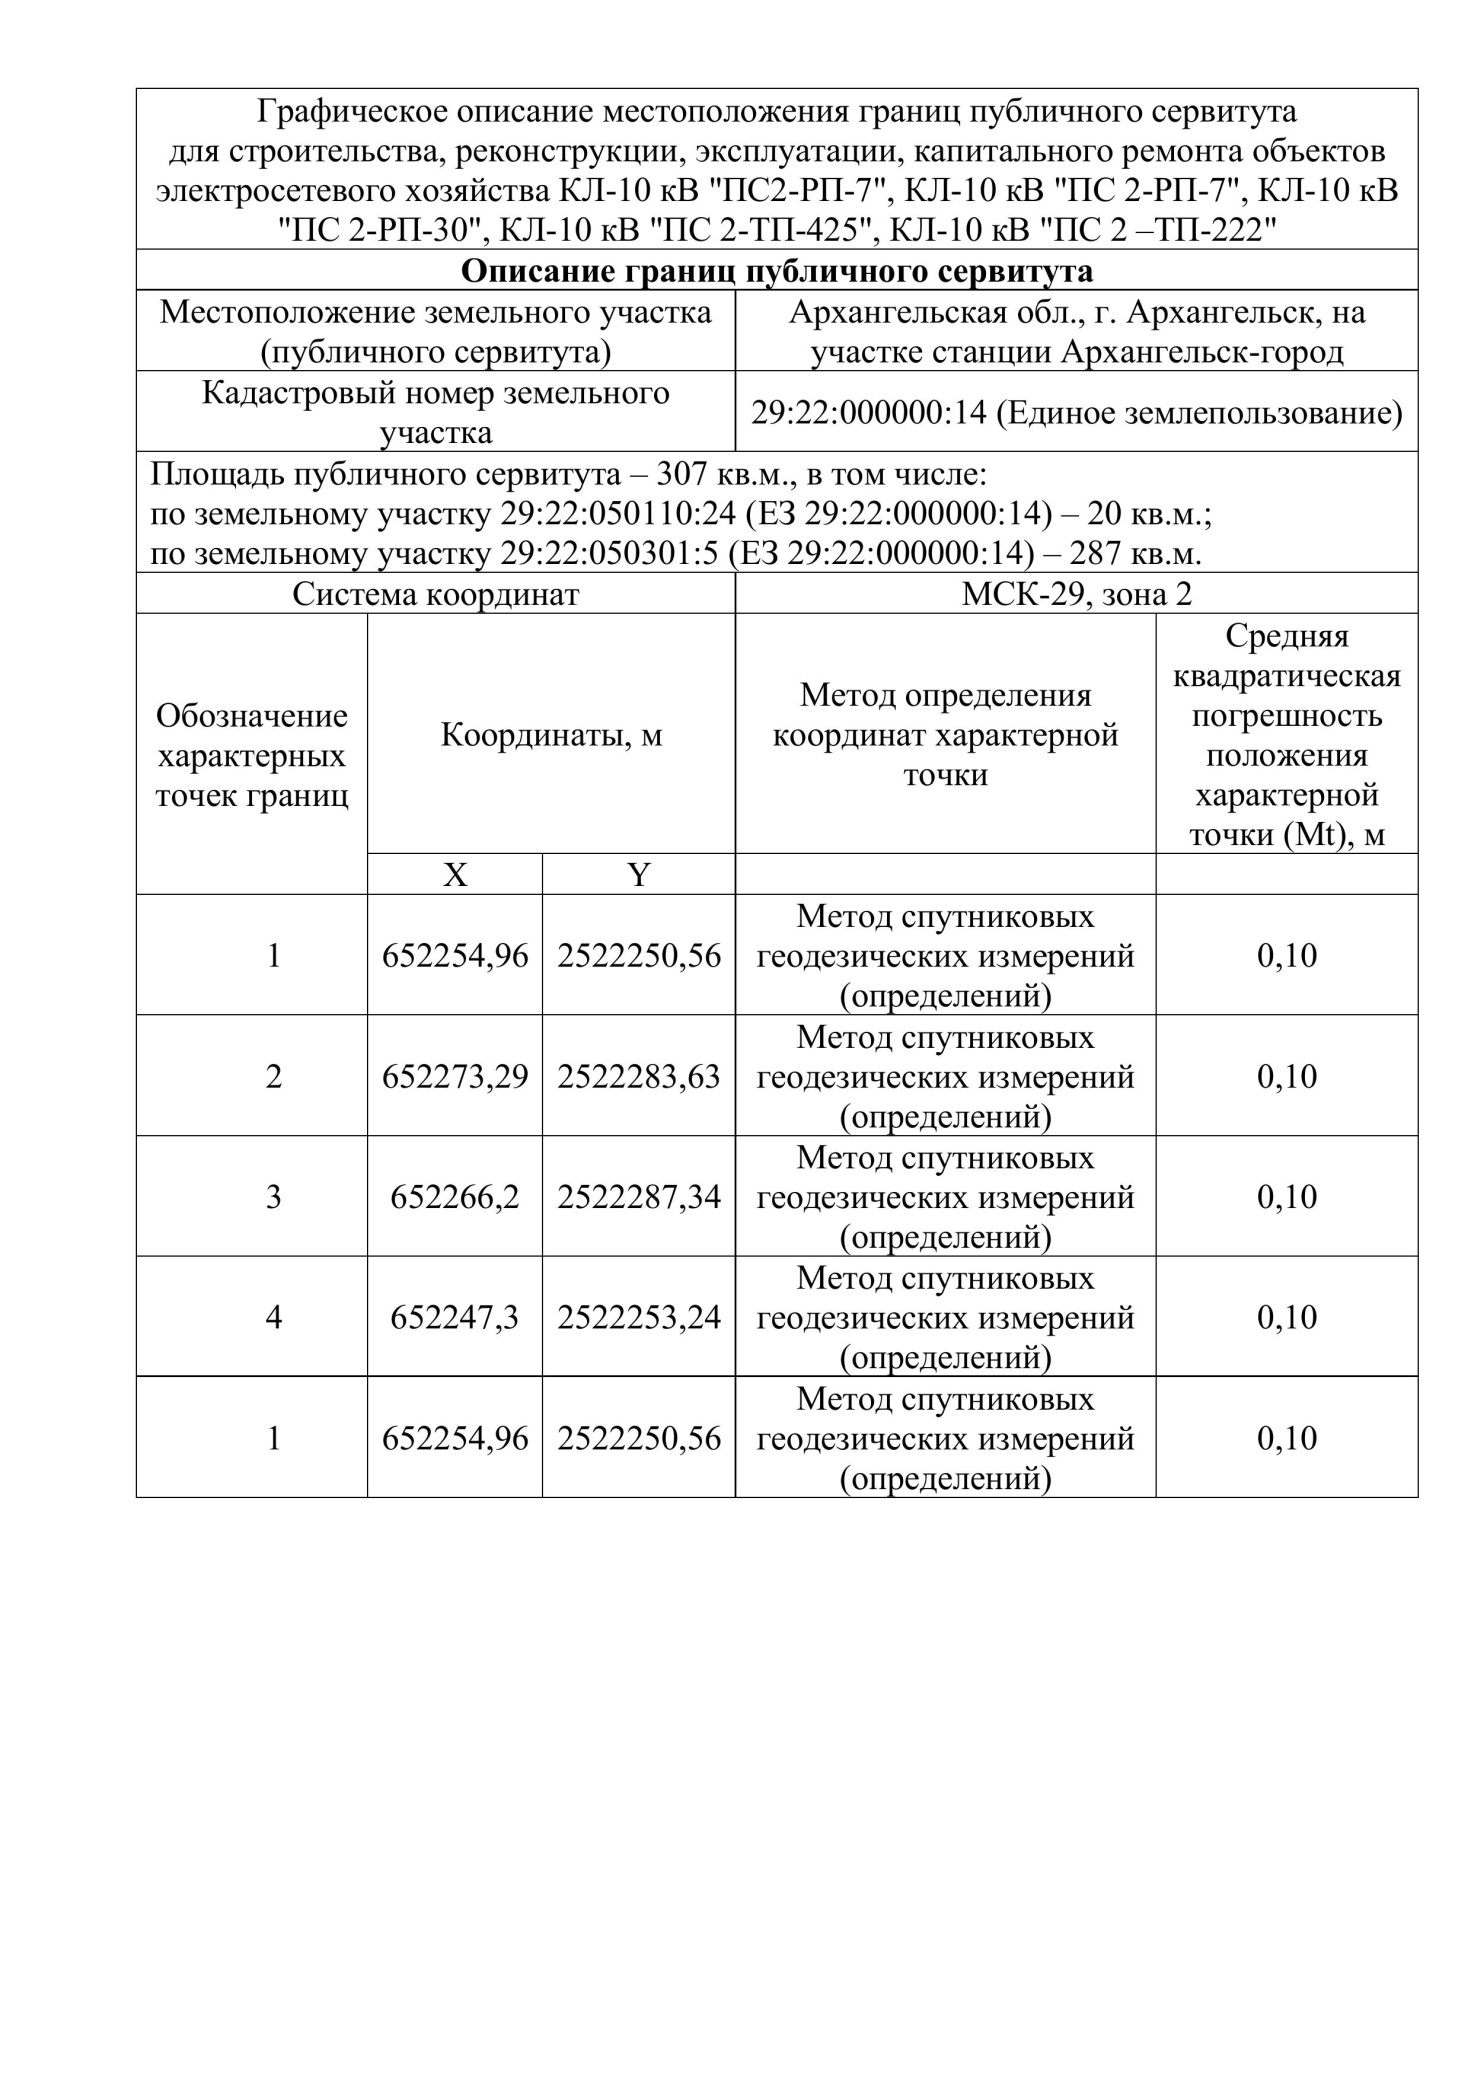 Графическое описание местоположения границ публичного сервитута
для строительства, реконструкции, эксплуатации, капитального ремонта объектов
электросетевого хозяйства КЛ-10 кВ "ПС2-РП-7", КЛ-10 кВ "ПС 2-РП-7", КЛ-10 кВ
"ПС 2-РП-30", КЛ-10 кВ "ПС 2-ТП-425", КЛ-10 кВ "ПС 2 –ТП-222"
Описание границ публичного сервитута
Местоположение земельного участка
(публичного сервитута)
Архангельская обл., г. Архангельск, на
участке станции Архангельск-город
Кадастровый номер земельного
участка
29:22:000000:14 (Единое землепользование)
Площадь публичного сервитута – 307 кв.м., в том числе:
по земельному участку 29:22:050110:24 (ЕЗ 29:22:000000:14) – 20 кв.м.;
по земельному участку 29:22:050301:5 (ЕЗ 29:22:000000:14) – 287 кв.м.
Система координат
МСК-29, зона 2
Обозначение
характерных
точек границ
Координаты, м
Метод определения
координат характерной
точки
Средняя
квадратическая
погрешность
положения
характерной
точки (Mt), м
X
Y
1
652254,96
2522250,56
Метод спутниковых
геодезических измерений
(определений)
0,10
2
652273,29
2522283,63
Метод спутниковых
геодезических измерений
(определений)
0,10
3
652266,2
2522287,34
Метод спутниковых
геодезических измерений
(определений)
0,10
4
652247,3
2522253,24
Метод спутниковых
геодезических измерений
(определений)
0,10
1
652254,96
2522250,56
Метод спутниковых
геодезических измерений
(определений)
0,10